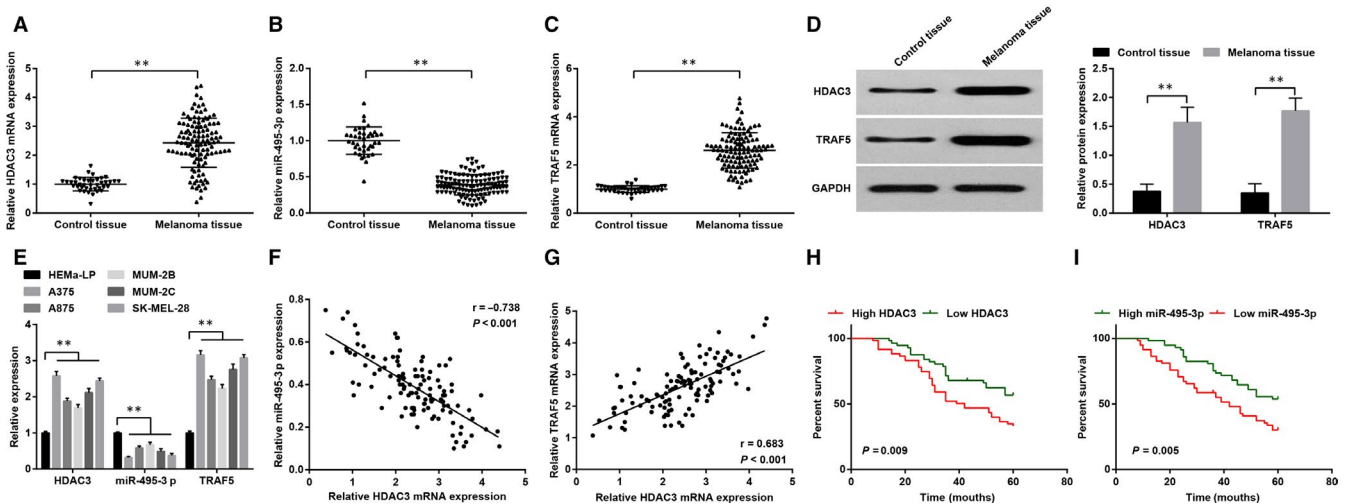 A
Relative HDAC3 mRNA expression
5
4
3
2
1
0
**
Control tissue
Melanoma tissue
B
Relative miR-495-3p expression
2.0
1.5
1.0
0.5
0.0
**
Control tissue
Melanoma tissue
C
Relative TRAF5 mRNA expression
6
4
2
0
**
Control tissue
Melanoma tissue
D
Control tissue
Melanoma tissue
HDAC3
TRAF5
GAPDH
Control tissue
Melanoma tissue
Relative protein expression
2.5
2.0
1.5
1.0
0.5
0.0
**
**
HDAC3
TRAF5
E
HEMa-LP
MUM-2B
A375
MUM-2C
A875
SK-MEL-28
Relative expression
4
3
2
1
0
**
**
**
HDAC3
miR-495-3 p
TRAF5
F
Relative miR-495-3p expression
0.8
0.6
0.4
0.2
0.0
r = –0.738
P < 0.001
0
1
2
3
4
5
Relative HDAC3 mRNA expression
G
Relative TRAF5 mRNA expression
5
4
3
2
1
0
r = 0.683
P < 0.001
0
1
2
3
4
5
Relative HDAC3 mRNA expression
H
High HDAC3
Low HDAC3
Percent survival
100
50
0
P = 0.009
0
20
40
60
80
Time (mouths)
I
High miR-495-3p
Low miR-495-3p
Percent survival
100
50
0
P = 0.005
0
20
40
60
80
Time (mouths)